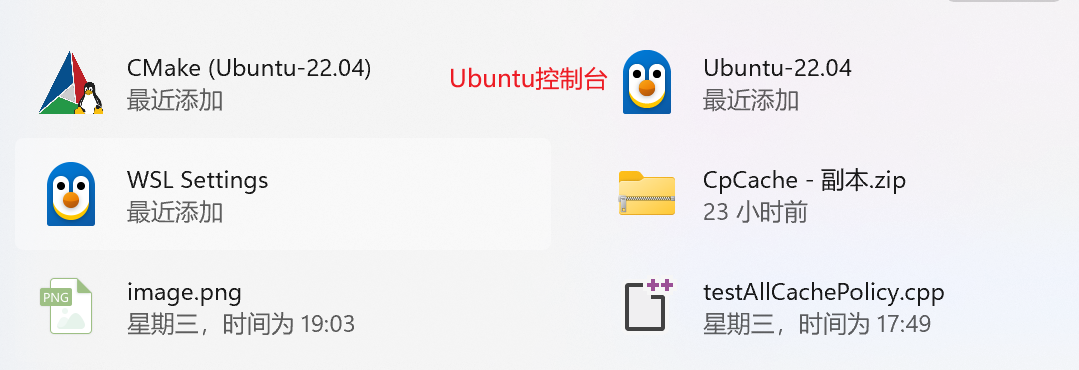 CMake (Ubuntu-22.04)
最近添加
Ubuntu控制台
Ubuntu-22.04
最近添加
WSL Settings
最近添加
CpCache - 副本.zip
23 小时前
PNG
image.png
星期三，时间为 19:03
testAllCachePolicy.cpp
星期三，时间为 17:49